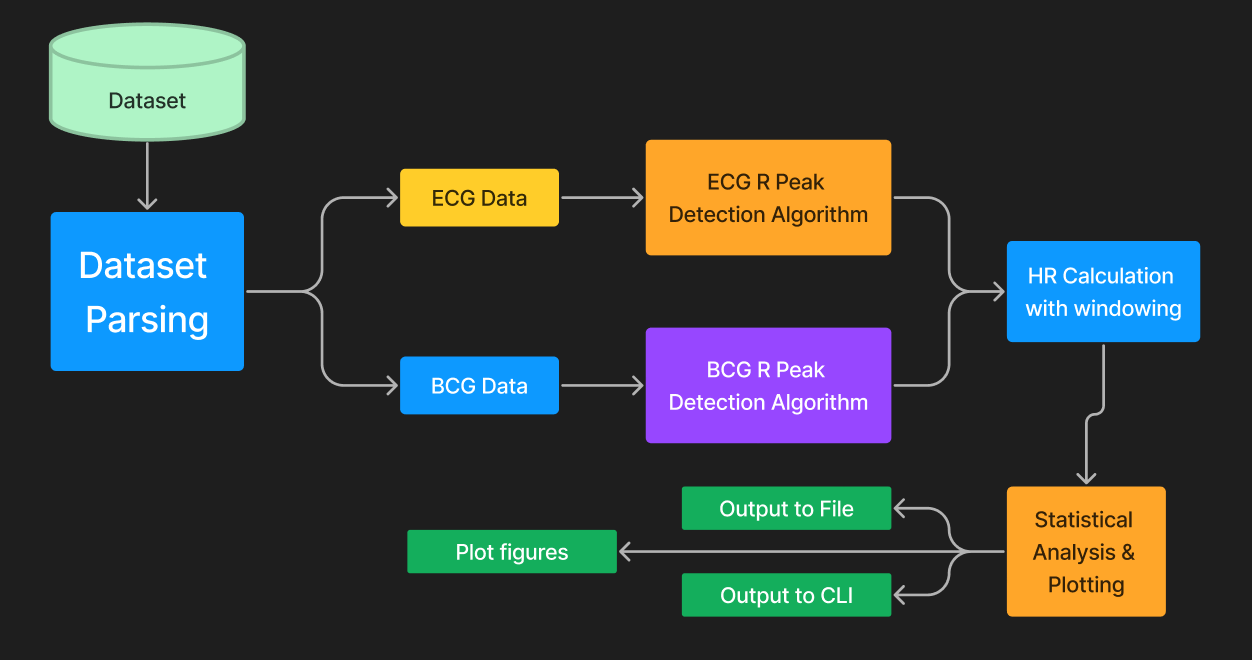 Dataset
Dataset
Parsing
ECG Data
ECG R Peak
Detection Algorithm
BCG Data
BCG R Peak
Detection Algorithm
HR Calculation
with windowing
Statistical
Analysis &
Plotting
Output to File
Plot figures
Output to CLI